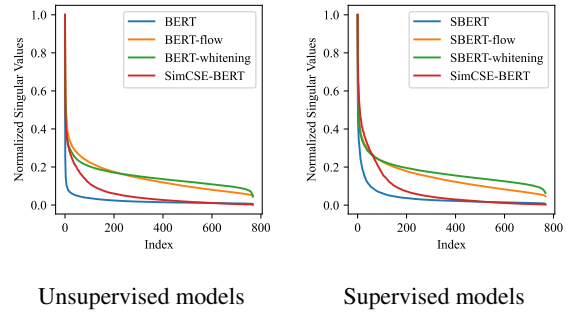 1.0
0.8
0.6
0.4
0.2
0.0
Normalized Singular Values
BERT
BERT-flow
BERT-whitening
SimCSE-BERT
0 200 400 600 800
Index
Unsupervised models
1.0
0.8
0.6
0.4
0.2
0.0
Normalized Singular Values
SBERT
SBERT-flow
SBERT-whitening
SimCSE-BERT
0 200 400 600 800
Index
Supervised models